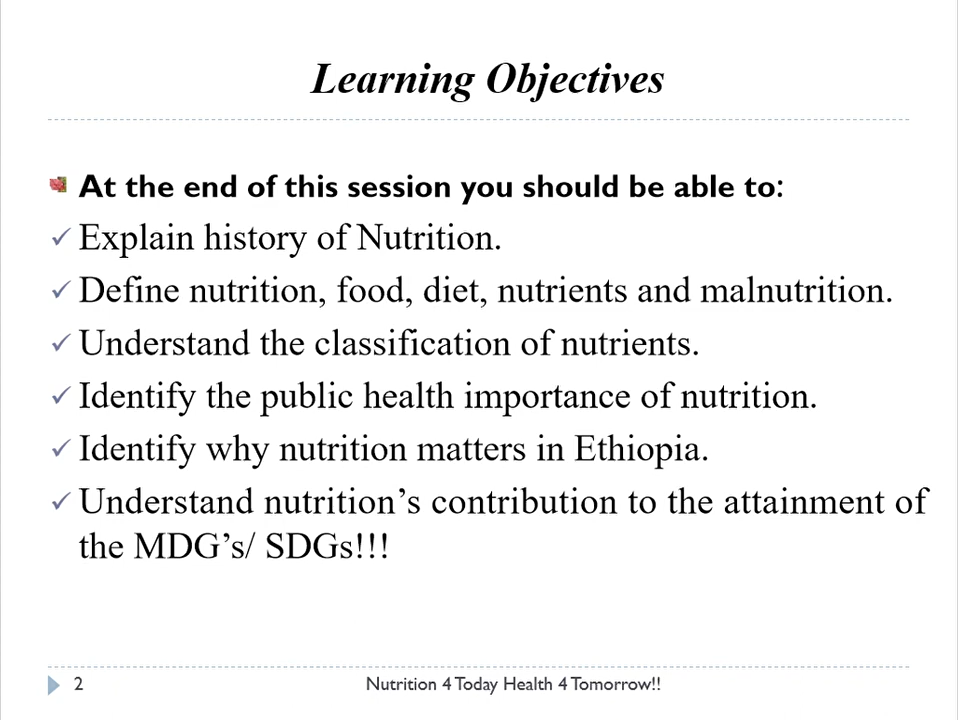 Learning Objectives
At the end of this session you should be able to:
Explain history of Nutrition.
Define nutrition, food, diet, nutrients and malnutrition.
Understand the classification of nutrients.
Identify the public health importance of nutrition.
Identify why nutrition matters in Ethiopia.
Understand nutrition’s contribution to the attainment of
the MDG’s/ SDGs!!!
2 Nutrition 4 Today Health 4 Tomorrow!!